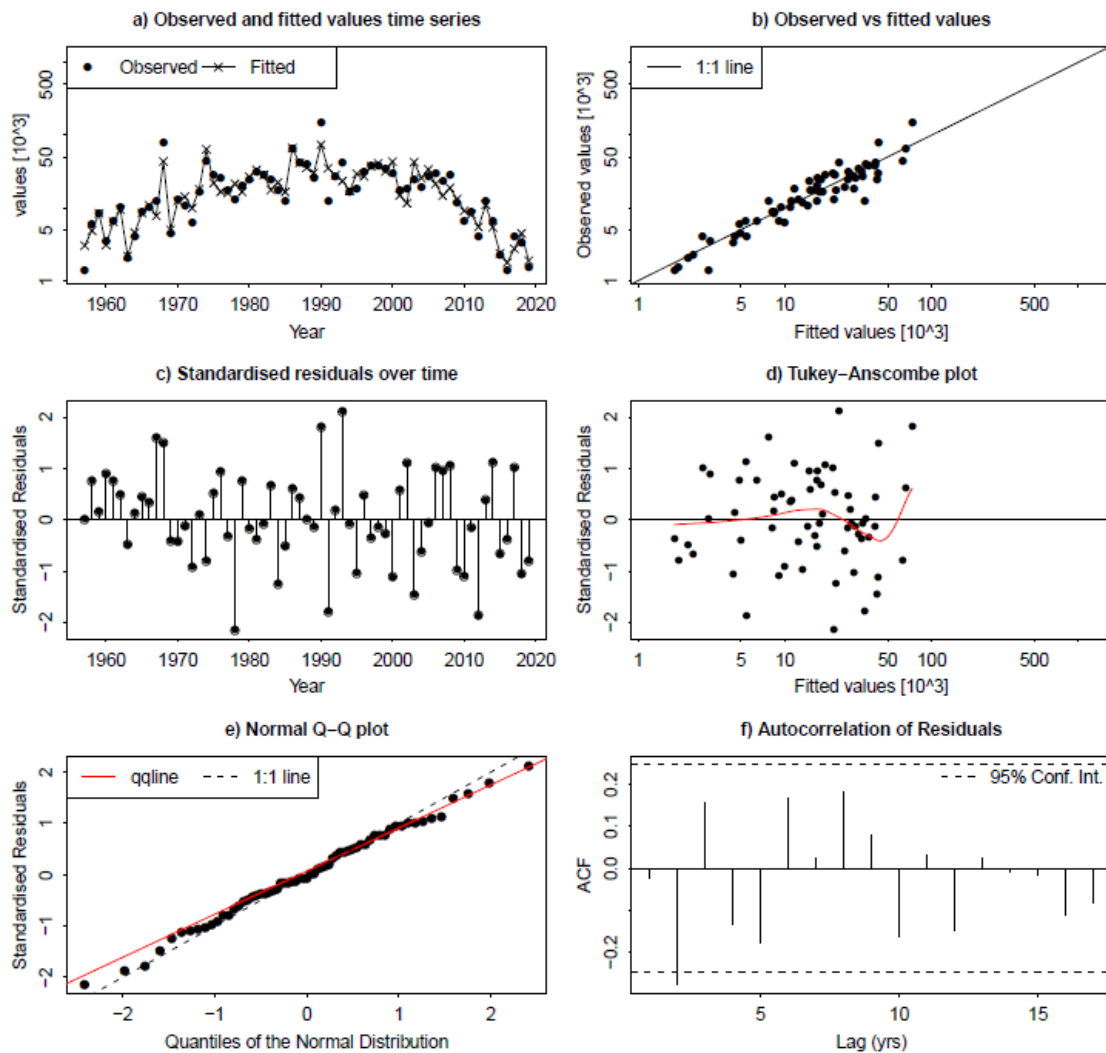 a) Observed and fitted values time series
Observed
Fitted
values [10^3]
500
50
5
1
1960 1970 1980 1990 2000 2010 2020
Year
b) Observed vs fitted values
1:1 line
Observed values [10^3]
500
50
5
1
1 5 10 50 100 500
Fitted values [10^3]
c) Standardised residuals over time
Standardised Residuals
2
1
0
−1
−2
1960 1970 1980 1990 2000 2010 2020
Year
d) Tukey−Anscombe plot
Standardised Residuals
2
1
0
−1
−2
1 5 10 50 100 500
Fitted values [10^3]
e) Normal Q−Q plot
qqline
1:1 line
Standardised Residuals
2
1
0
−1
−2
−2 −1 0 1 2
Quantiles of the Normal Distribution
f) Autocorrelation of Residuals
95% Conf. Int.
ACF
0.2
0.1
0.0
−0.2
5 10 15
Lag (yrs)